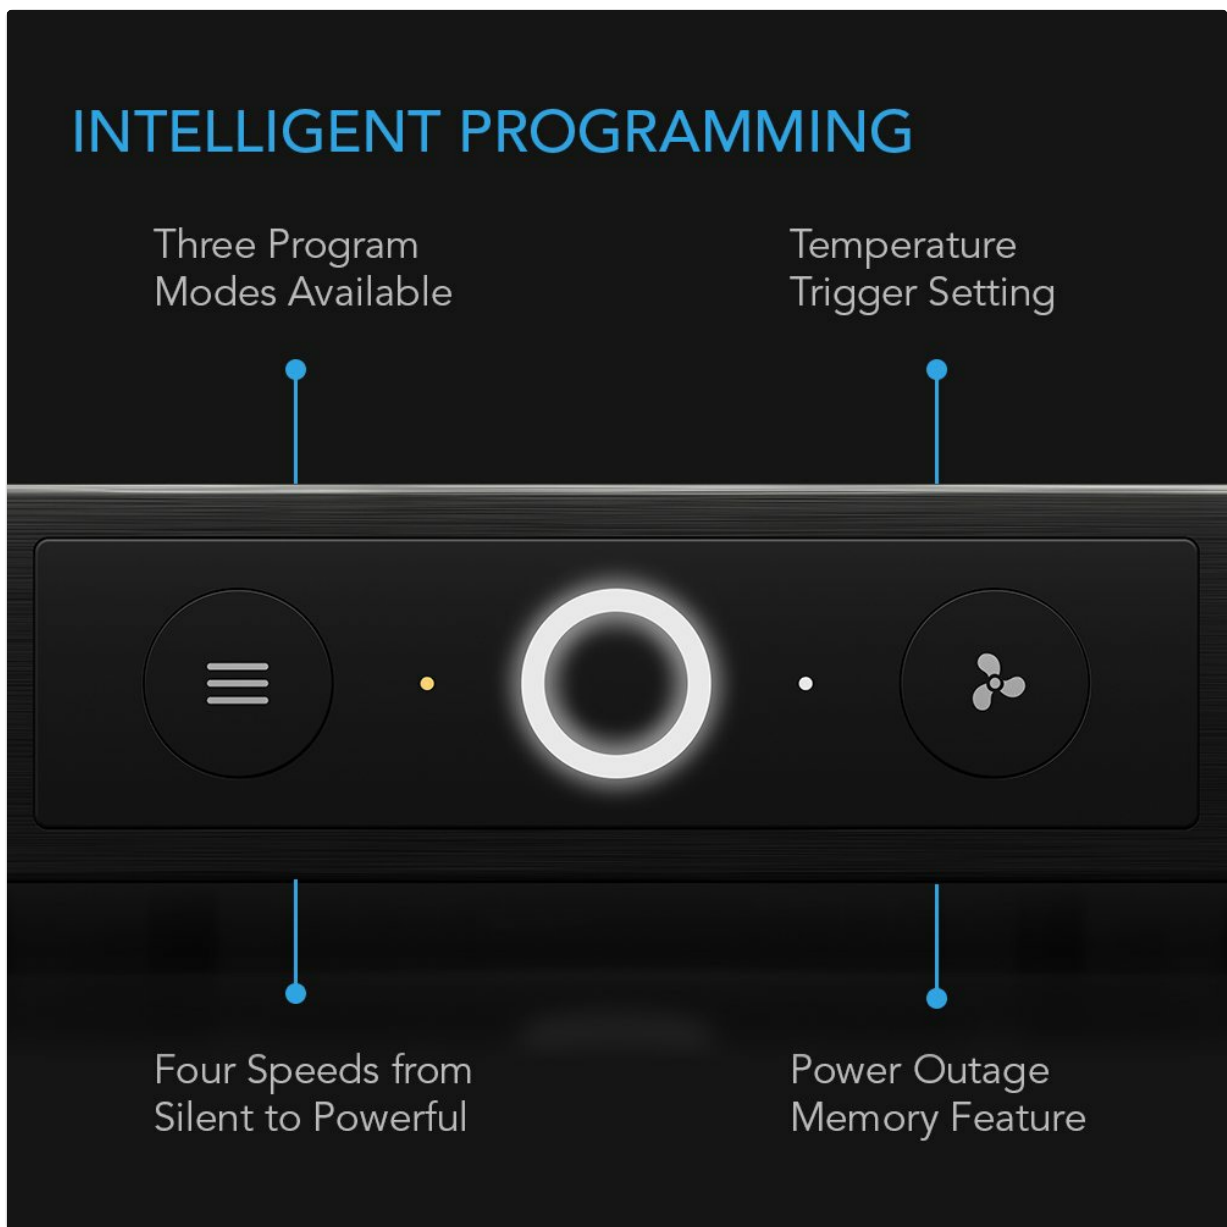 INTELLIGENT PROGRAMMING
Three Program
Modes Available
Temperature
Trigger Setting
Four Speeds from
Silent to Powerful
Power Outage
Memory Feature